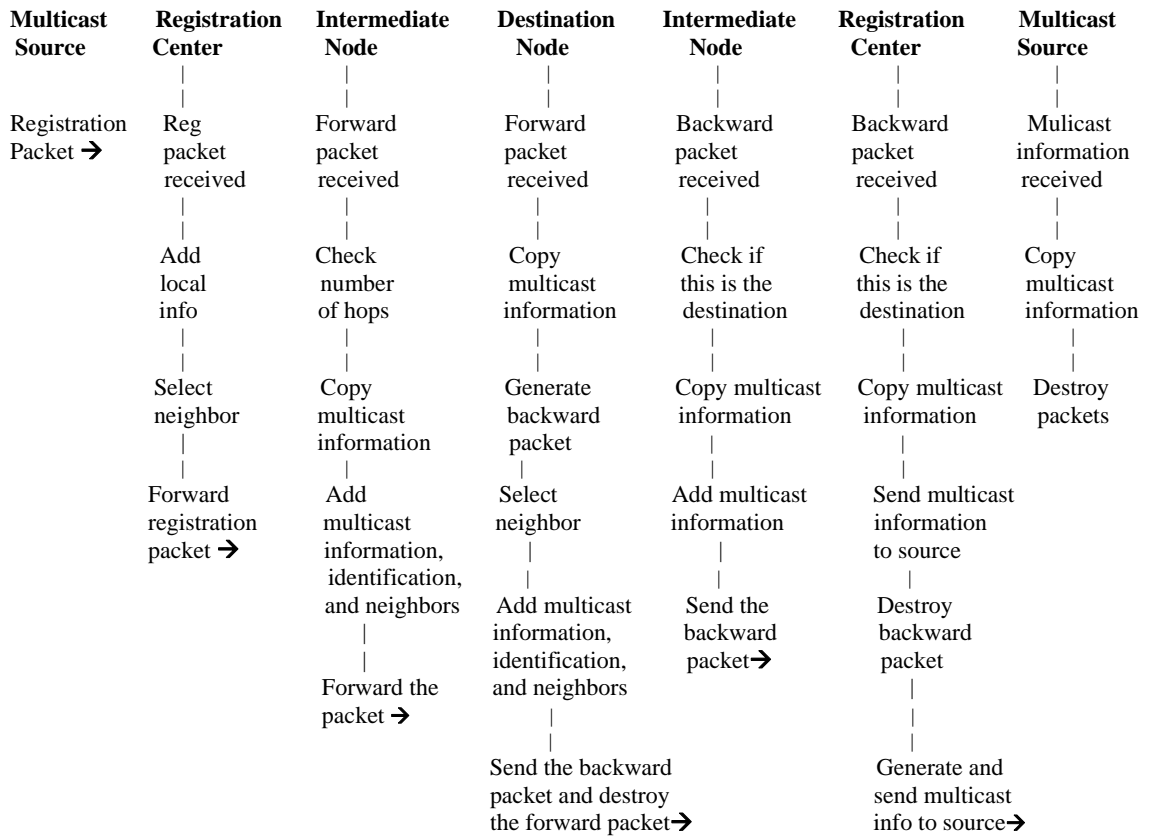 Multicast
Source
Registration
Packet →
Registration
Center
Reg
packet
received
Add
local
info
Select
neighbor
Forward
registration
packet →
Intermediate
Node
Forward
packet
received
Check
number
of hops
Copy
multicast
information
Add
multicast
information,
identification,
and neighbors
Forward the
packet →
Destination
Node
Forward
packet
received
Copy
multicast
information
Generate
backward
packet
Select
neighbor
Add multicast
information,
identification,
and neighbors
Send the backward
packet and destroy
the forward packet→
Intermediate
Node
Backward
packet
received
Check if
this is the
destination
Copy multicast
information
Add multicast
information
Send the
backward
packet→
Registration
Center
Backward
packet
received
Check if
this is the
destination
Copy multicast
information
Send multicast
information
to source
Destroy
backward
packet
Generate and
send multicast
info to source→
Multicast
Source
Mulicast
information
received
Copy
multicast
information
Destroy
packets